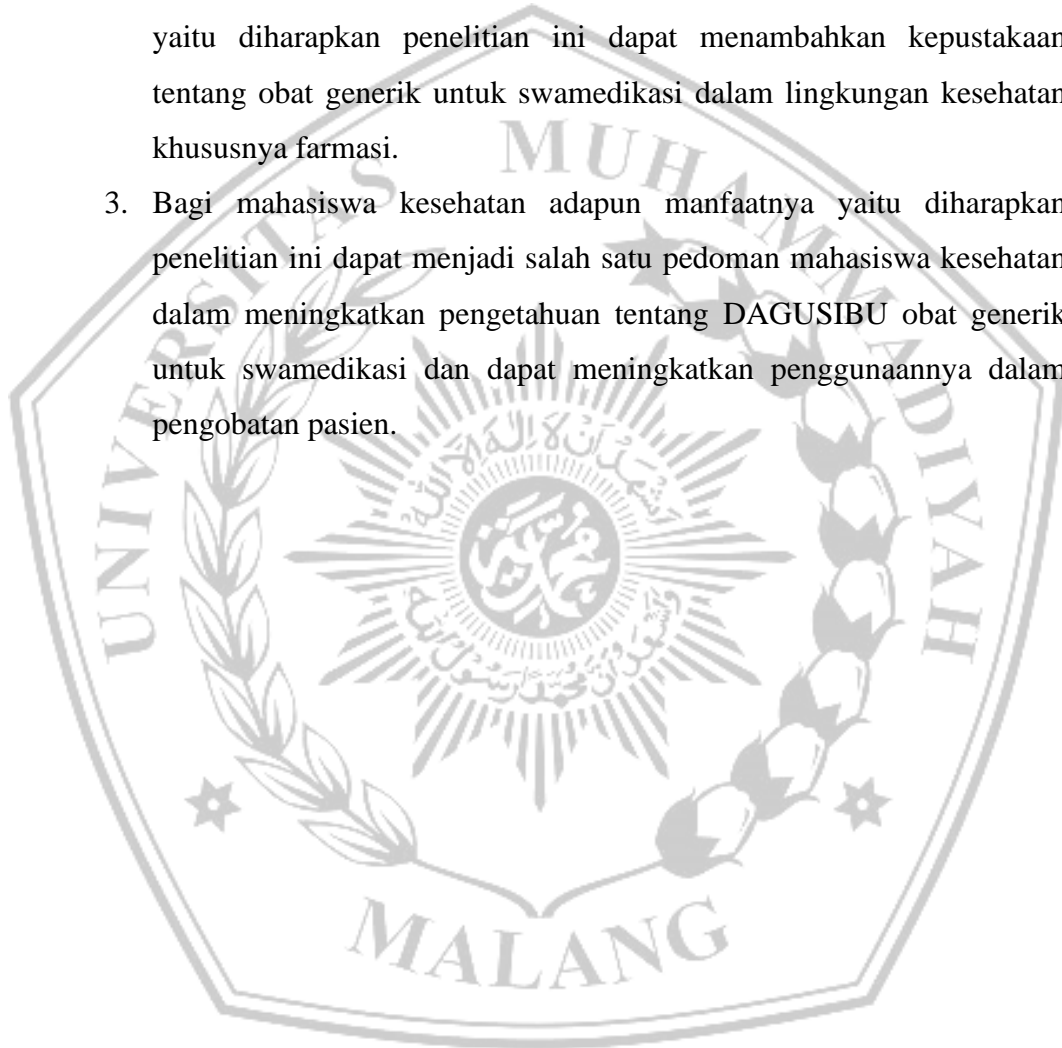 yaitu diharapkan penelitian ini dapat menambahkan kepustakaan
tentang obat generik untuk swamedikasi dalam lingkungan kesehatan
khususnya farmasi.
3. Bagi mahasiswa kesehatan adapun manfaatnya yaitu diharapkan
penelitian ini dapat menjadi salah satu pedoman mahasiswa kesehatan
dalam meningkatkan pengetahuan tentang DAGUSIBU obat generik
untuk swamedikasi dan dapat meningkatkan penggunaannya dalam
pengobatan pasien.
UNIVERSITAS MUHAMMADIYAH
MALANG